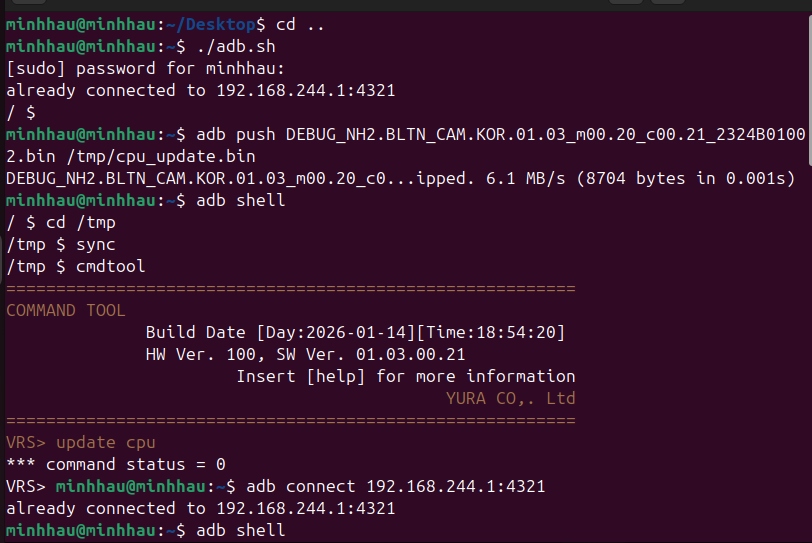 minhhau@minhhau:~/Desktop$ cd ..
minhhau@minhhau:~$ ./adb.sh
[sudo] password for minhhau:
already connected to 192.168.244.1:4321
/ $
minhhau@minhhau:~$ adb push DEBUG_NH2.BLTN_CAM.KOR.01.03_m00.20_c00.21_2324B0100
2.bin /tmp/cpu_update.bin
DEBUG_NH2.BLTN_CAM.KOR.01.03_m00.20_c0...ipped. 6.1 MB/s (8704 bytes in 0.001s)
minhhau@minhhau:~$ adb shell
/ $ cd /tmp
/tmp $ sync
/tmp $ cmdtool
=========================================================
COMMAND TOOL
Build Date [Day:2026-01-14][Time:18:54:20]
HW Ver. 100, SW Ver. 01.03.00.21
Insert [help] for more information
YURA CO,. Ltd
=========================================================
VRS> update cpu
*** command status = 0
VRS> minhhau@minhhau:~$ adb connect 192.168.244.1:4321
already connected to 192.168.244.1:4321
minhhau@minhhau:~$ adb shell